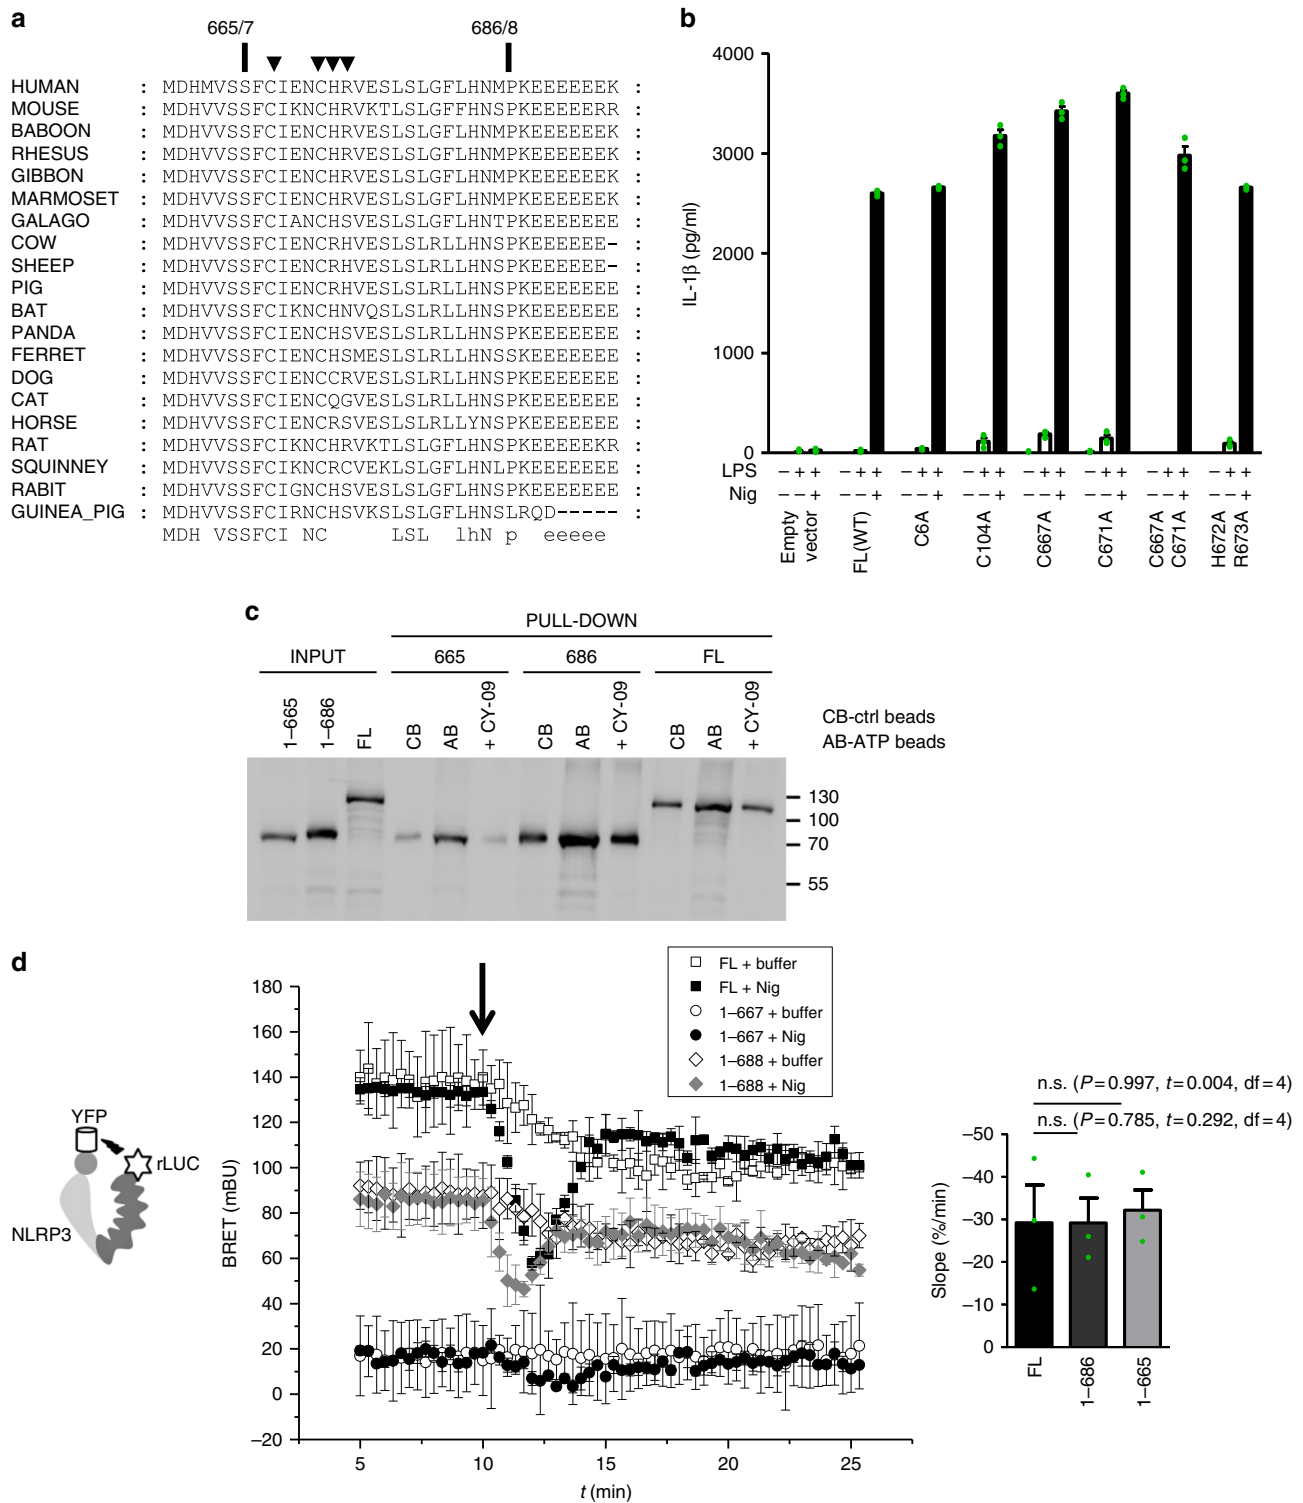 a
665/7 686/8
HUMAN : MDHMVSSFCIENCHRVESLSLGFLHNMPKEEEEEEK :
MOUSE : MDHVVSSFCIKNCHRVKTLSLGFFHNSPKEEEEERR :
BABOON : MDHVVSSFCIENCHRVESLSLGFLHNMPKEEEEEEK :
RHESUS : MDHVVSSFCIENCHRVESLSLGFLHNMPKEEEEEEK :
GIBBON : MDHVVSSFCIENCHRVESLSLGFLHNMPKEEEEEEK :
MARMOSET : MDHVVSSFCIENCHRVESLSLGFLHNMPKEEEEEEK :
GALAGO : MDHVVSSFCIANCHSVESLSLGFLHNTPKEEEEEEE :
COW : MDHVVSSFCIENCRHVESLSLRLLHNSPKEEEEEE- :
SHEEP : MDHVVSSFCIENCRHVESLSLRLLHNSPKEEEEEE- :
PIG : MDHVVSSFCIENCRHVESLSLRLLHNSPKEEEEEEE :
BAT : MDHVVSSFCIKNCHNVQSLSLRLLHNSPKEEEEEEE :
PANDA : MDHVVSSFCIENCHRVESLSLRLLHNSPKEEEEEEE :
FERRET : MDHVVSSFCIENCHSMESLSLRLLHNSSKEEEEEEE :
DOG : MDHVVSSFCIENCCRVESLSLRLLHNSPKEEEEEEE :
CAT : MDHVVSSFCIENCQGVESLSLRLLHNSPKEEEEEEE :
HORSE : MDHVVSSFCIENCRSVESLSLRLLYNSPKEEEEEEE :
RAT : MDHVVSSFCIKNCHRVKTLSLGFLHNSPKEEEEEKR :
SQUINNEY : MDHVVSSFCIKNCRCVEKLSLGFLHNLPKEEEEEEE :
RABIT : MDHVVSSFCIGNCHSVESLSLGFLHNSPKEEEEEEE :
GUINEA_PIG : MDHVVSSFCIRNCHSVKSLSLGFLHNSLRQD----- :
MDH VSSFCI NC LSL lhN p eeeee
b
4000
3000
2000
1000
0
IL-1β (pg/ml)
LPS −++ −++ −++ −++ −++ −++ −++ −++
Nig −−+ −−+ −−+ −−+ −−+ −−+ −−+ −−+
Empty vector
FL(WT)
C6A
C104A
C667A
C671A
C667A C671A
H672A R673A
c
PULL-DOWN
INPUT 665 686 FL
1–665 1–686 FL CB AB + CY-09 CB AB + CY-09 CB AB + CY-09
CB-ctrl beads
AB-ATP beads
130
100
70
55
d
YFP
rLUC
NLRP3
BRET (mBU)
180
160
140
120
100
80
60
40
20
0
−20
5 10 15 20 25
t (min)
FL + buffer
FL + Nig
1–667 + buffer
1–667 + Nig
1–688 + buffer
1–688 + Nig
n.s. (P = 0.997, t = 0.004, df = 4)
n.s. (P = 0.785, t = 0.292, df = 4)
Slope (%/min)
−50
−40
−30
−20
−10
0
FL
1–686
1–665